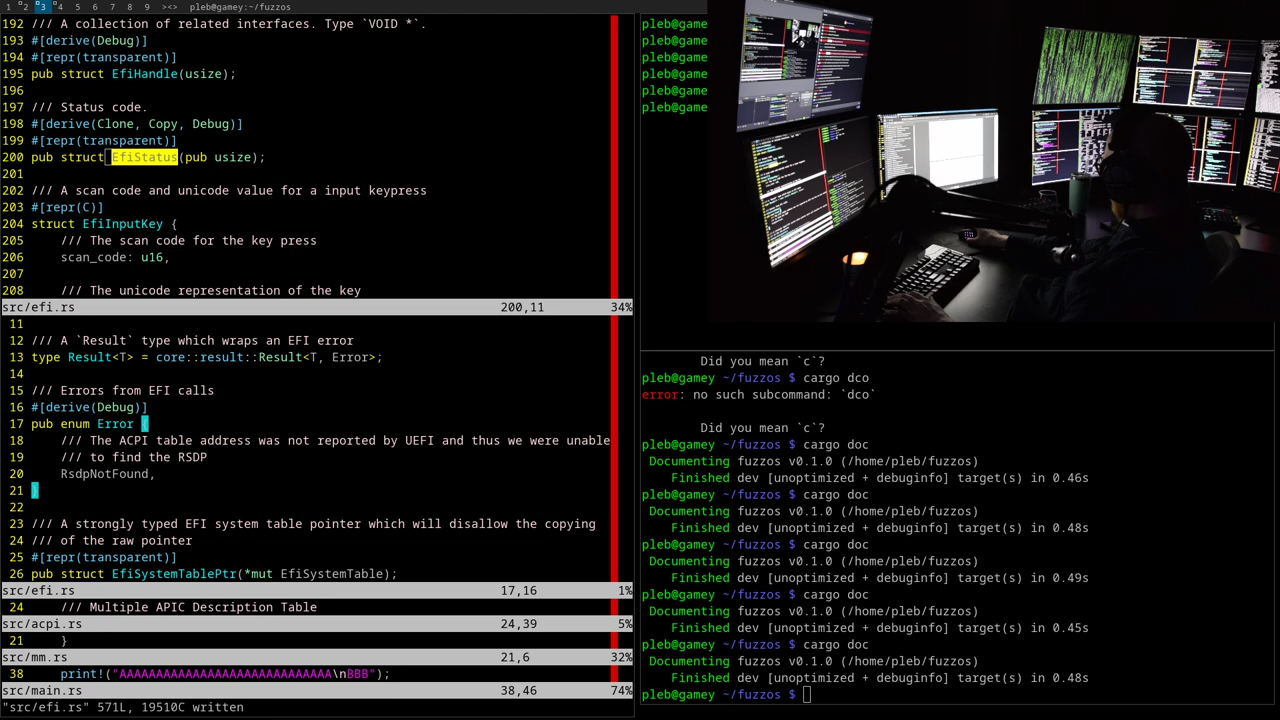 1 2 3 4 5 6 7 8 9 ><> pleb@gamey:~/fuzzos
192 /// A collection of related interfaces. Type `VOID *`.
193 #[derive(Debug)]
194 #[repr(transparent)]
195 pub struct EfiHandle(usize);
196
197 /// Status code.
198 #[derive(Clone, Copy, Debug)]
199 #[repr(transparent)]
200 pub struct EfiStatus(pub usize);
201
202 /// A scan code and unicode value for a input keypress
203 #[repr(C)]
204 struct EfiInputKey {
205     /// The scan code for the key press
206     scan_code: u16,
207
208     /// The unicode representation of the key
src/efi.rs 200,11 34%
11
12 /// A `Result` type which wraps an EFI error
13 type Result<T> = core::result::Result<T, Error>;
14
15 /// Errors from EFI calls
16 #[derive(Debug)]
17 pub enum Error {
18     /// The ACPI table address was not reported by UEFI and thus we were unable
19     /// to find the RSDP
20     RsdpNotFound,
21 }
22
23 /// A strongly typed EFI system table pointer which will disallow the copying
24 /// of the raw pointer
25 #[repr(transparent)]
26 pub struct EfiSystemTablePtr(*mut EfiSystemTable);
src/efi.rs 17,16 1%
24     /// Multiple APIC Description Table
src/acpi.rs 24,39 5%
21     }
src/mm.rs 21,6 32%
38     print!("AAAAAAAAAAAAAAAAAAAAAAAAAAAAA\nBBB");
src/main.rs 38,46 74%
"src/efi.rs" 571L, 19510C written
pleb@game
pleb@game
pleb@game
pleb@game
pleb@game
pleb@game
Did you mean `c`?
pleb@gamey ~/fuzzos $ cargo dco
error: no such subcommand: `dco`
Did you mean `c`?
pleb@gamey ~/fuzzos $ cargo doc
Documenting fuzzos v0.1.0 (/home/pleb/fuzzos)
Finished dev [unoptimized + debuginfo] target(s) in 0.46s
pleb@gamey ~/fuzzos $ cargo doc
Documenting fuzzos v0.1.0 (/home/pleb/fuzzos)
Finished dev [unoptimized + debuginfo] target(s) in 0.48s
pleb@gamey ~/fuzzos $ cargo doc
Documenting fuzzos v0.1.0 (/home/pleb/fuzzos)
Finished dev [unoptimized + debuginfo] target(s) in 0.49s
pleb@gamey ~/fuzzos $ cargo doc
Documenting fuzzos v0.1.0 (/home/pleb/fuzzos)
Finished dev [unoptimized + debuginfo] target(s) in 0.45s
pleb@gamey ~/fuzzos $ cargo doc
Documenting fuzzos v0.1.0 (/home/pleb/fuzzos)
Finished dev [unoptimized + debuginfo] target(s) in 0.48s
pleb@gamey ~/fuzzos $